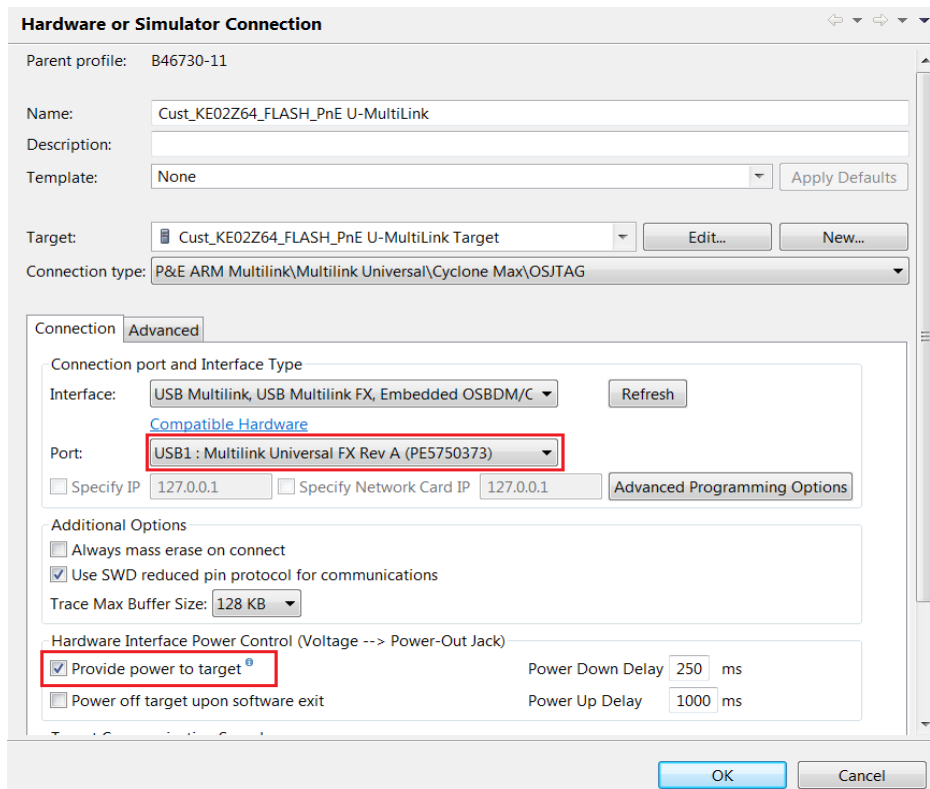 Hardware or Simulator Connection
Parent profile: B46730-11
Name: Cust_KE02Z64_FLASH_PnE U-MultiLink
Description:
Template: None Apply Defaults
Target: Cust_KE02Z64_FLASH_PnE U-MultiLink Target Edit... New...
Connection type: P&E ARM Multilink\Multilink Universal\Cyclone Max\OSJTAG
Connection Advanced
Connection port and Interface Type
Interface: USB Multilink, USB Multilink FX, Embedded OSBDM/O Refresh
Compatible Hardware
Port: USB1 : Multilink Universal FX Rev A (PE5750373)
Specify IP 127.0.0.1 Specify Network Card IP 127.0.0.1 Advanced Programming Options
Additional Options
Always mass erase on connect
Use SWD reduced pin protocol for communications
Trace Max Buffer Size: 128 KB
Hardware Interface Power Control (Voltage --> Power-Out Jack)
Provide power to target Power Down Delay 250 ms
Power off target upon software exit Power Up Delay 1000 ms
OK Cancel